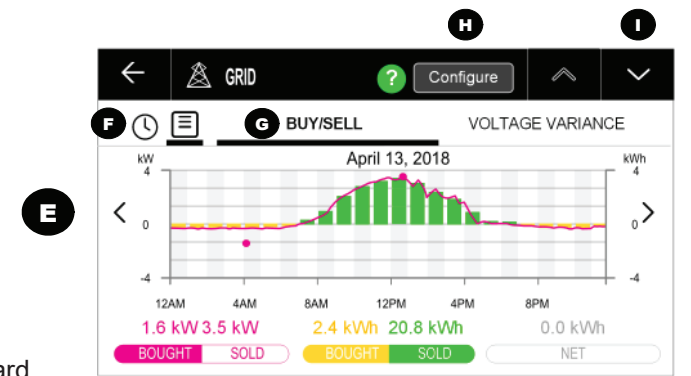 H I
GRID ? Configure
F G BUY/SELL VOLTAGE VARIANCE
kW April 13, 2018 kWh
4 4
E 0 0
-4 -4
12AM 4AM 8AM 12PM 4PM 8PM
1.6 kW 3.5 kW 2.4 kWh 20.8 kWh 0.0 kWh
BOUGHT SOLD BOUGHT SOLD NET
ard